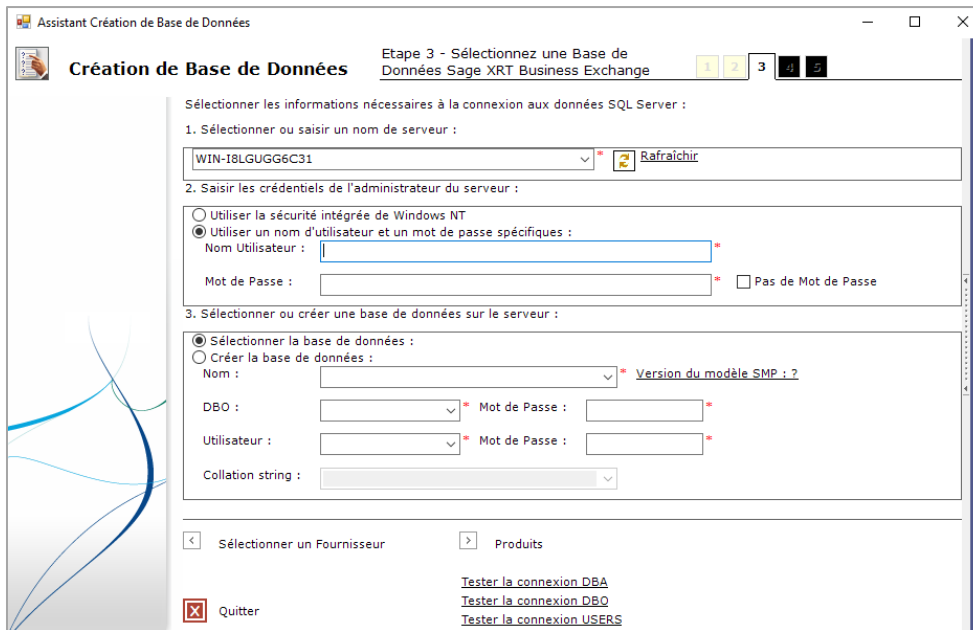 Assistant Création de Base de Données
Création de Base de Données
Etape 3 - Sélectionnez une Base de
Données Sage XRT Business Exchange
1 2 3 4 5
Sélectionner les informations nécessaires à la connexion aux données SQL Server :
1. Sélectionner ou saisir un nom de serveur :
WIN-I8LGUGG6C31 * Rafraîchir
2. Saisir les crédentiels de l'administrateur du serveur :
Utiliser la sécurité intégrée de Windows NT
Utiliser un nom d'utilisateur et un mot de passe spécifiques :
Nom Utilisateur : *
Mot de Passe : * Pas de Mot de Passe
3. Sélectionner ou créer une base de données sur le serveur :
Sélectionner la base de données :
Créer la base de données :
Nom : * Version du modèle SMP : ?
DBO : * Mot de Passe : *
Utilisateur : * Mot de Passe : *
Collation string :
< Sélectionner un Fournisseur > Produits
Tester la connexion DBA
Tester la connexion DBO
X Quitter
Tester la connexion USERS